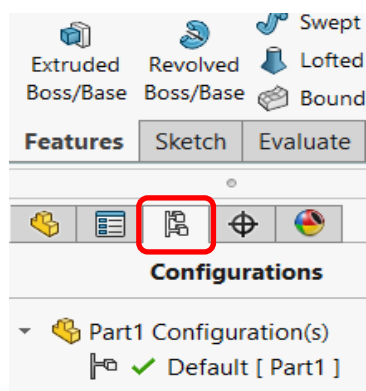 Swept
Extruded Revolved Lofted
Boss/Base Boss/Base Bound
Features Sketch Evaluate
Configurations
Part1 Configuration(s)
Default [ Part1 ]